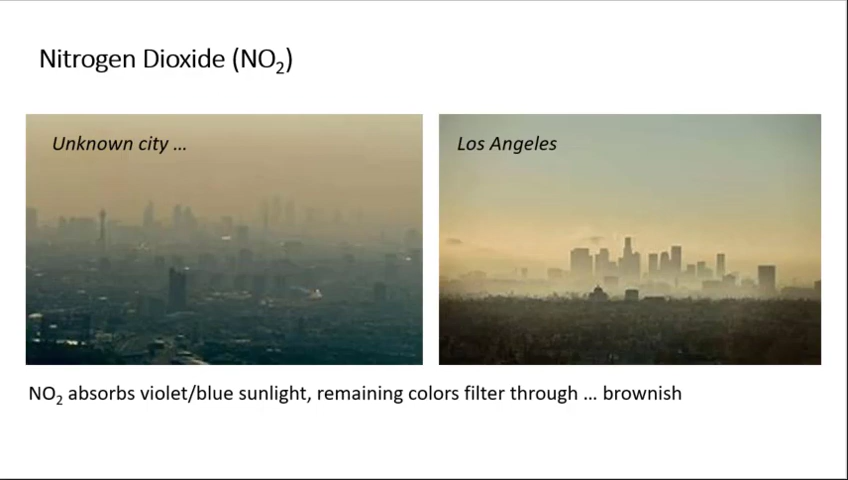 Nitrogen Dioxide (NO₂)
Unknown city ...
Los Angeles
NO₂ absorbs violet/blue sunlight, remaining colors filter through ... brownish